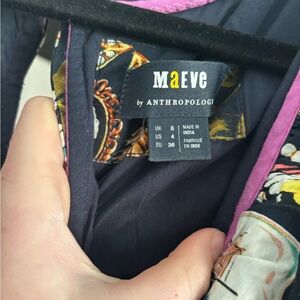 MaEve
by ANTHROPOLOGIE
UK 8
US 4
EU 36
MADE IN
INDIA
FABRIQUÉ
EN INDE